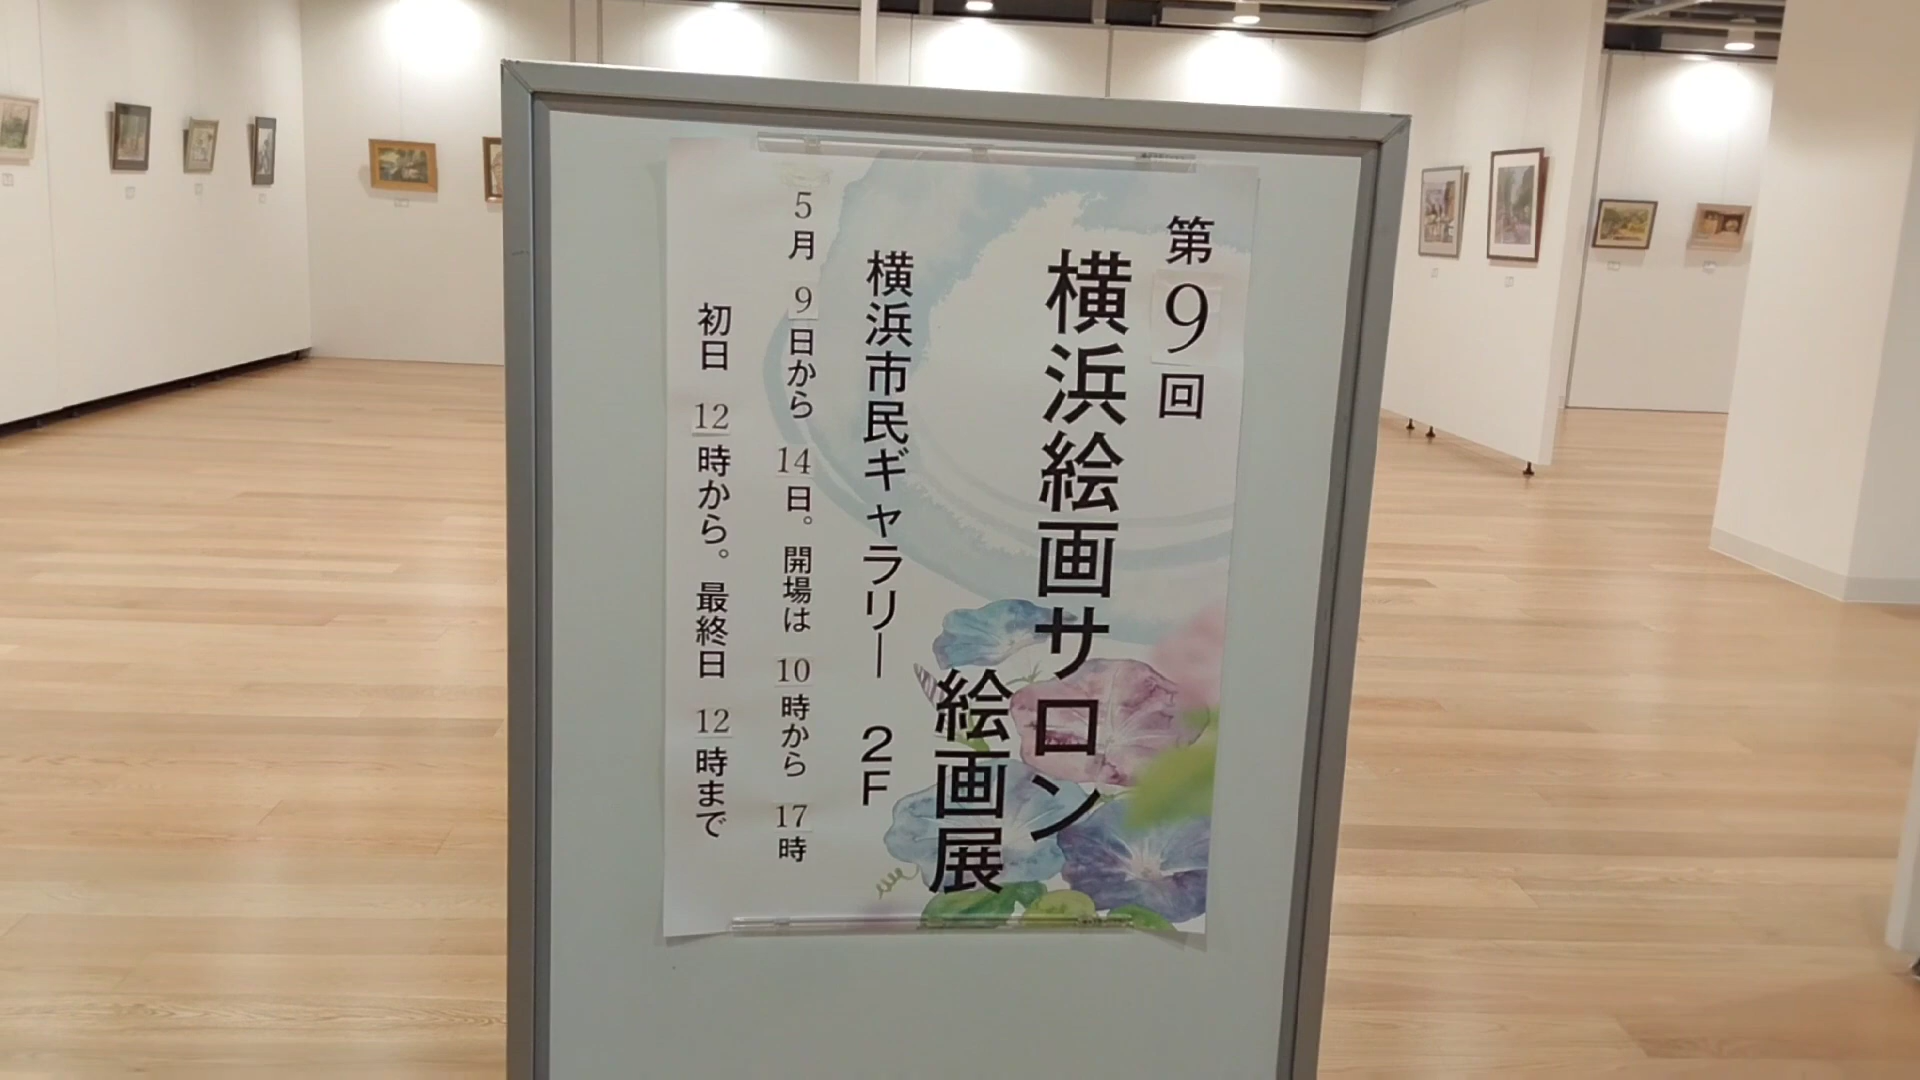 第9回
横浜絵画サロン
絵画展
横浜市民ギャラリー 2F
5月 9日から 14日。開場は 10時から 17時
初日 12時から。最終日 12時まで